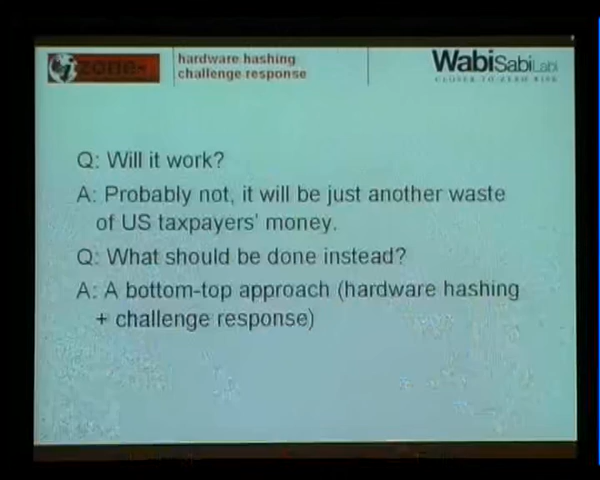 izone-
hardware hashing
challenge response
WabiSabiLabi
CLOSER TO ZERO RISK
Q: Will it work?
A: Probably not, it will be just another waste
of US taxpayers' money.
Q: What should be done instead?
A: A bottom-top approach (hardware hashing
+ challenge response)